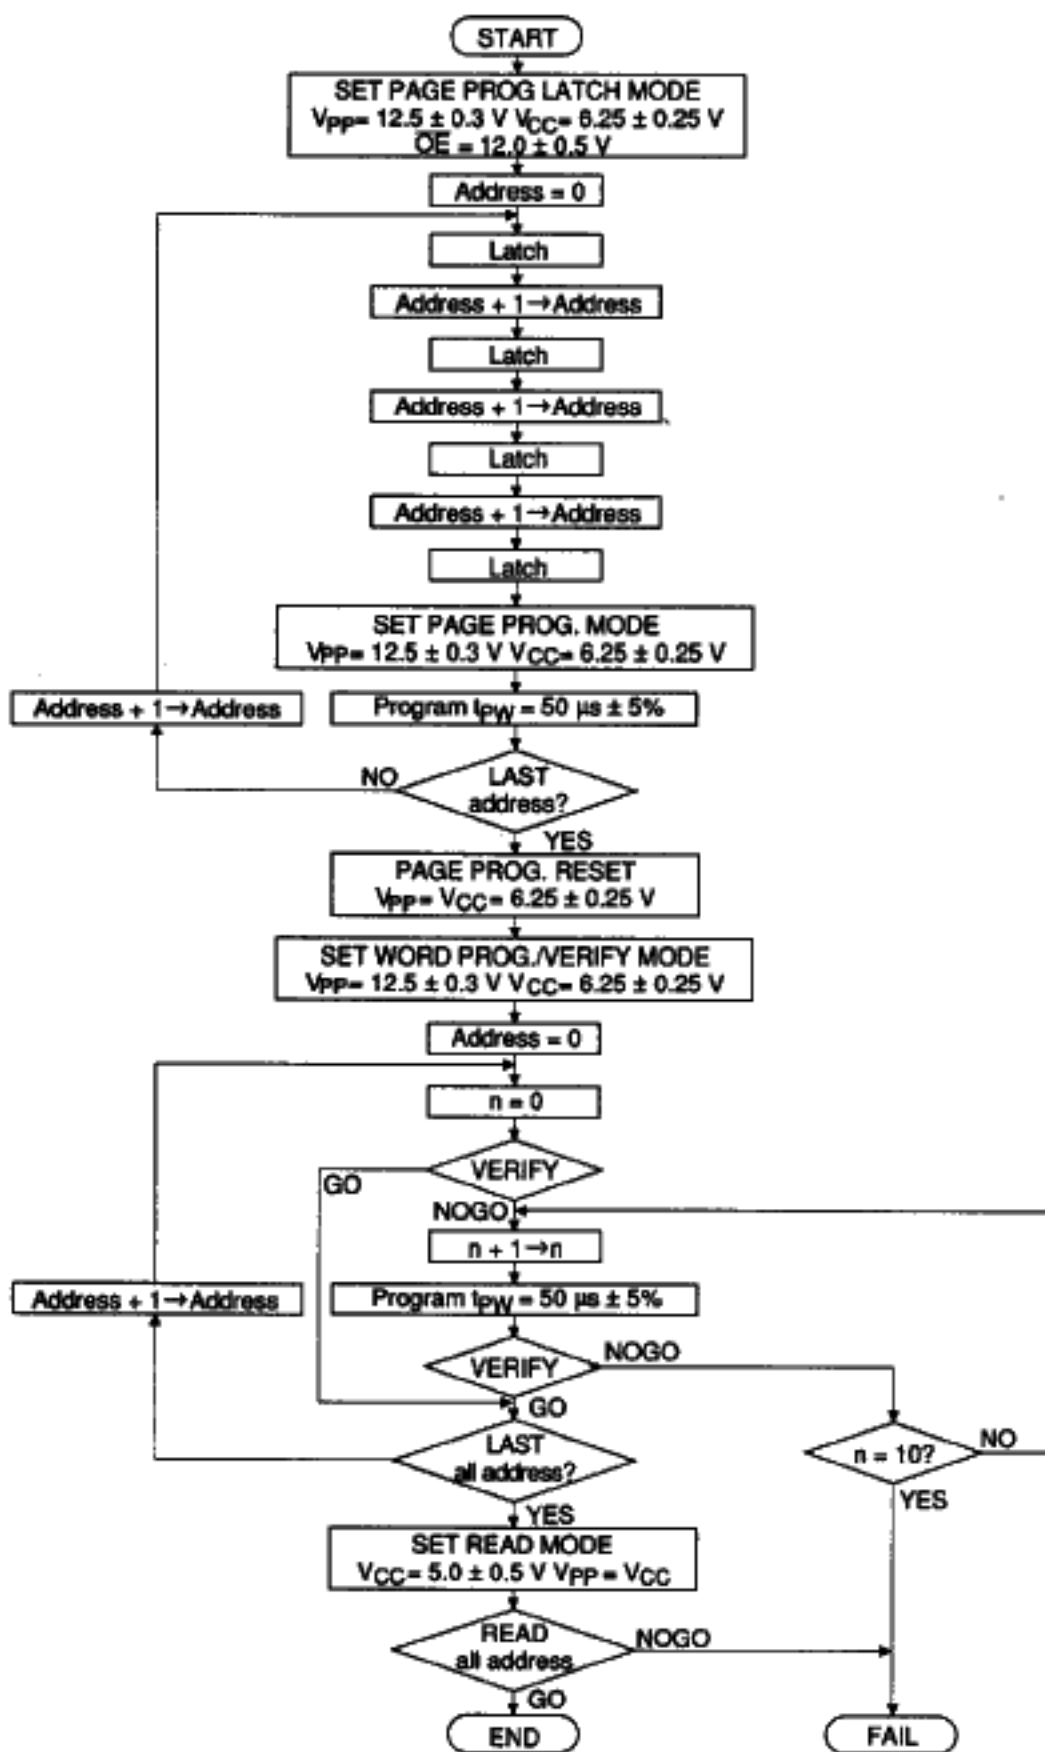 START
SET PAGE PROG LATCH MODE
VPP= 12.5 ± 0.3 V VCC= 6.25 ± 0.25 V
O̅E̅ = 12.0 ± 0.5 V
Address = 0
Latch
Address + 1→Address
Latch
Address + 1→Address
Latch
Address + 1→Address
Latch
SET PAGE PROG. MODE
VPP= 12.5 ± 0.3 V VCC= 6.25 ± 0.25 V
Address + 1→Address
Program tPW = 50 µs ± 5%
NO
LAST
address?
YES
PAGE PROG. RESET
VPP= VCC= 6.25 ± 0.25 V
SET WORD PROG./VERIFY MODE
VPP= 12.5 ± 0.3 V VCC= 6.25 ± 0.25 V
Address = 0
n = 0
VERIFY
GO
NOGO
n + 1→n
Address + 1→Address
Program tPW = 50 µs ± 5%
VERIFY
NOGO
GO
LAST
all address?
n = 10?
NO
YES
YES
SET READ MODE
VCC= 5.0 ± 0.5 V VPP= VCC
READ
all address
NOGO
GO
END
FAIL